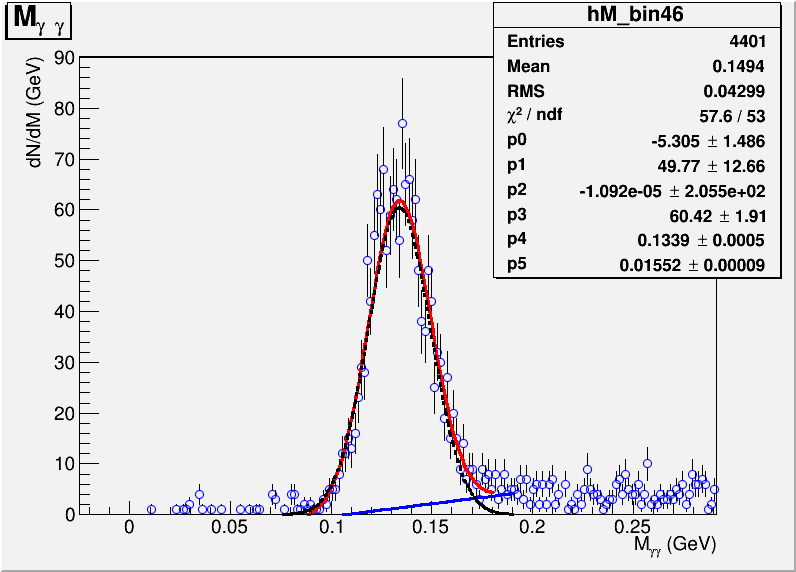 M γ γ
hM_bin46
Entries 4401
Mean 0.1494
RMS 0.04299
χ² / ndf 57.6 / 53
p0 -5.305 ± 1.486
p1 49.77 ± 12.66
p2 -1.092e-05 ± 2.055e+02
p3 60.42 ± 1.91
p4 0.1339 ± 0.0005
p5 0.01552 ± 0.00009
dN/dM (GeV)
90
80
70
60
50
40
30
20
10
0
0 0.05 0.1 0.15 0.2 0.25
Mγγ (GeV)